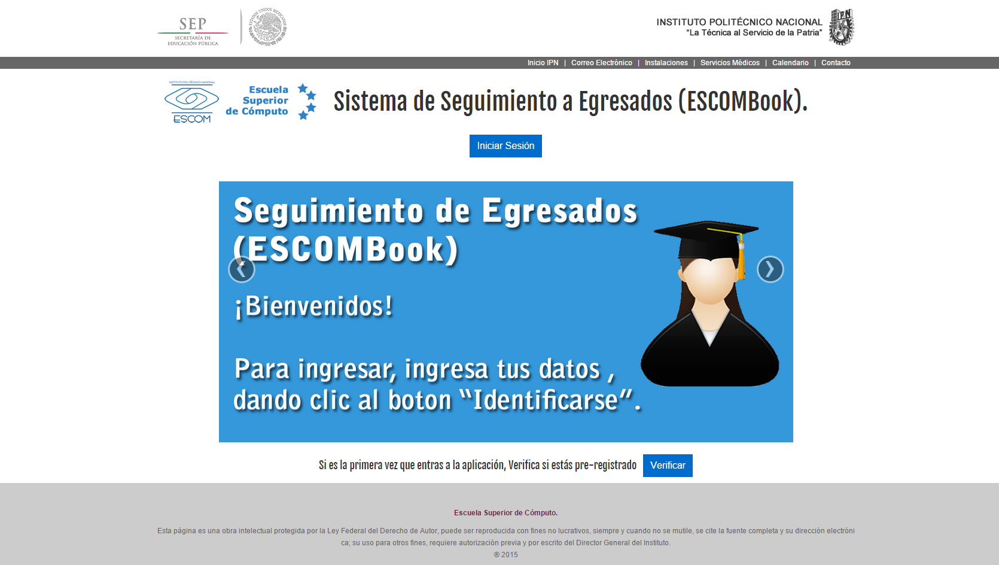 SEP
SECRETARÍA DE
EDUCACIÓN PÚBLICA
ESTADOS UNIDOS MEXICANOS
INSTITUTO POLITÉCNICO NACIONAL
“La Técnica al Servicio de la Patria”
IPN
Inicio IPN | Correo Electrónico | Instalaciones | Servicios Médicos | Calendario | Contacto
INSTITUTO POLITÉCNICO NACIONAL
ESCOM
Escuela
Superior
de Cómputo
Sistema de Seguimiento a Egresados (ESCOMBook).
Iniciar Sesión
Seguimiento de Egresados
(ESCOMBook)
¡Bienvenidos!
Para ingresar, ingresa tus datos ,
dando clic al boton “Identificarse”.
Si es la primera vez que entras a la aplicación, Verifica si estás pre-registrado
Verificar
Escuela Superior de Cómputo.
Esta página es una obra intelectual protegida por la Ley Federal del Derecho de Autor, puede ser reproducida con fines no lucrativos, siempre y cuando no se mutile, se cite la fuente completa y su dirección electróni
ca; su uso para otros fines, requiere autorización previa y por escrito del Director General del Instituto.
® 2015